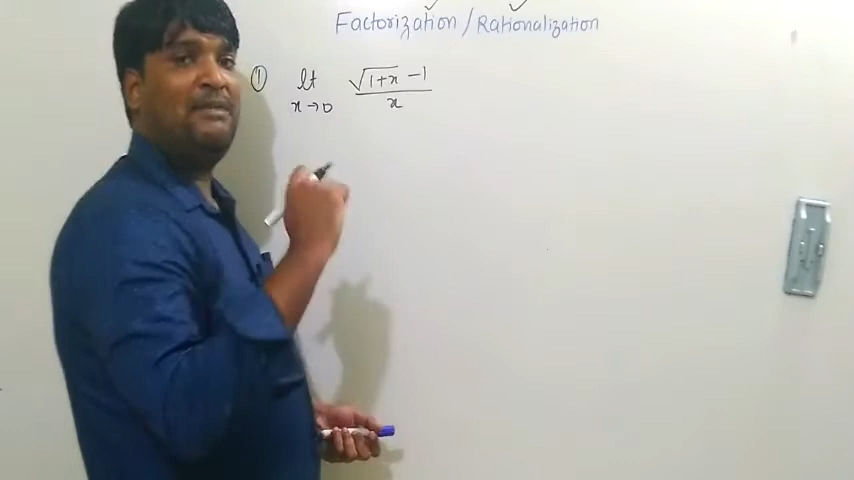 Factorization / Rationalization
① lt x→0 √(1+x) -1 / x